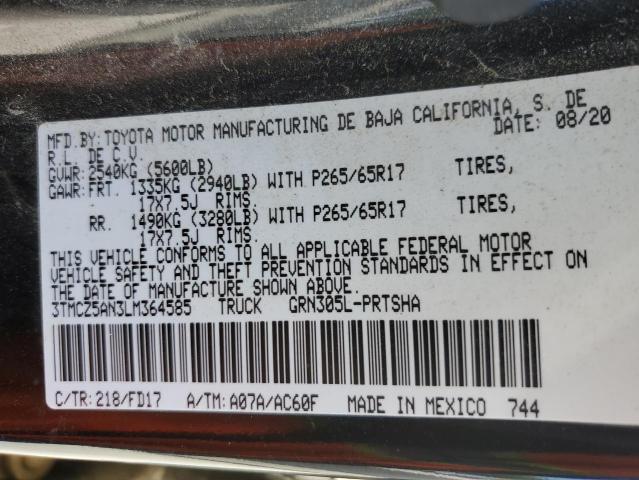 MFD.BY:TOYOTA MOTOR MANUFACTURING DE BAJA CALIFORNIA, S. DE
R.L. DE C.V. DATE: 08/20
GVWR: 2540KG (5600LB)
GAWR: FRT. 1335KG (2940LB) WITH P265/65R17 TIRES,
17X7.5J RIMS.
RR. 1490KG (3280LB) WITH P265/65R17 TIRES,
17X7.5J RIMS.
THIS VEHICLE CONFORMS TO ALL APPLICABLE FEDERAL MOTOR
VEHICLE SAFETY AND THEFT PREVENTION STANDARDS IN EFFECT ON
THE DATE OF MANUFACTURE SHOWN ABOVE.
3TMCZ5AN3LM364585 TRUCK GRN305L-PRTSHA
C/TR:218/FD17 A/TM: A07A/AC60F MADE IN MEXICO 744